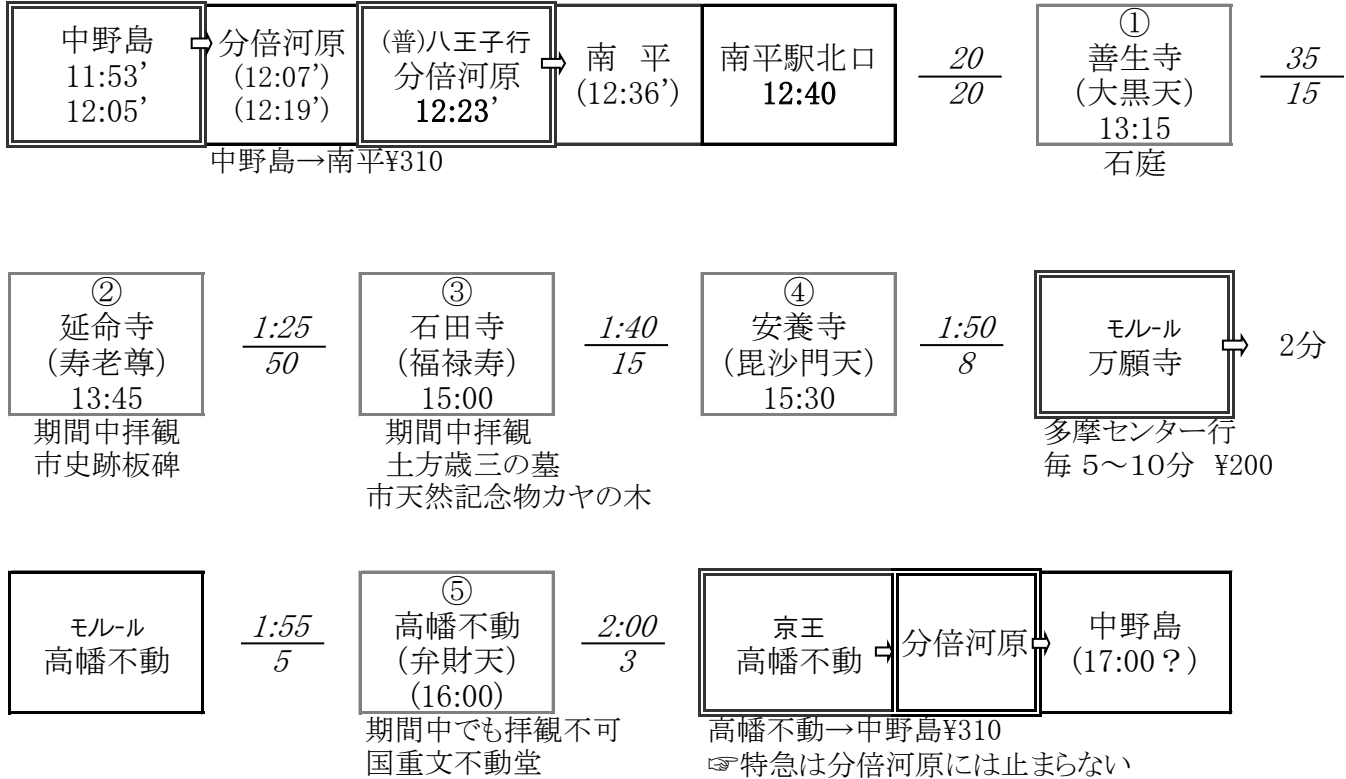 中野島
11:53’
12:05’
分倍河原
(12:07’)
(12:19’)
(普)八王子行
分倍河原
12:23’
南 平
(12:36’)
南平駅北口
12:40
20
20
①
善生寺
(大黒天)
13:15
35
15
中野島→南平¥310
石庭
②
延命寺
(寿老尊)
13:45
1:25
50
③
石田寺
(福禄寿)
15:00
1:40
15
④
安養寺
(毘沙門天)
15:30
1:50
8
ﾓﾉﾚｰﾙ
万願寺
2分
期間中拝観
市史跡板碑
期間中拝観
土方歳三の墓
市天然記念物カヤの木
多摩センター行
毎 5~10分 ¥200
ﾓﾉﾚｰﾙ
高幡不動
1:55
5
⑤
高幡不動
(弁財天)
(16:00)
2:00
3
京王
高幡不動
分倍河原
中野島
(17:00?)
期間中でも拝観不可
国重文不動堂
高幡不動→中野島¥310
☞特急は分倍河原には止まらない